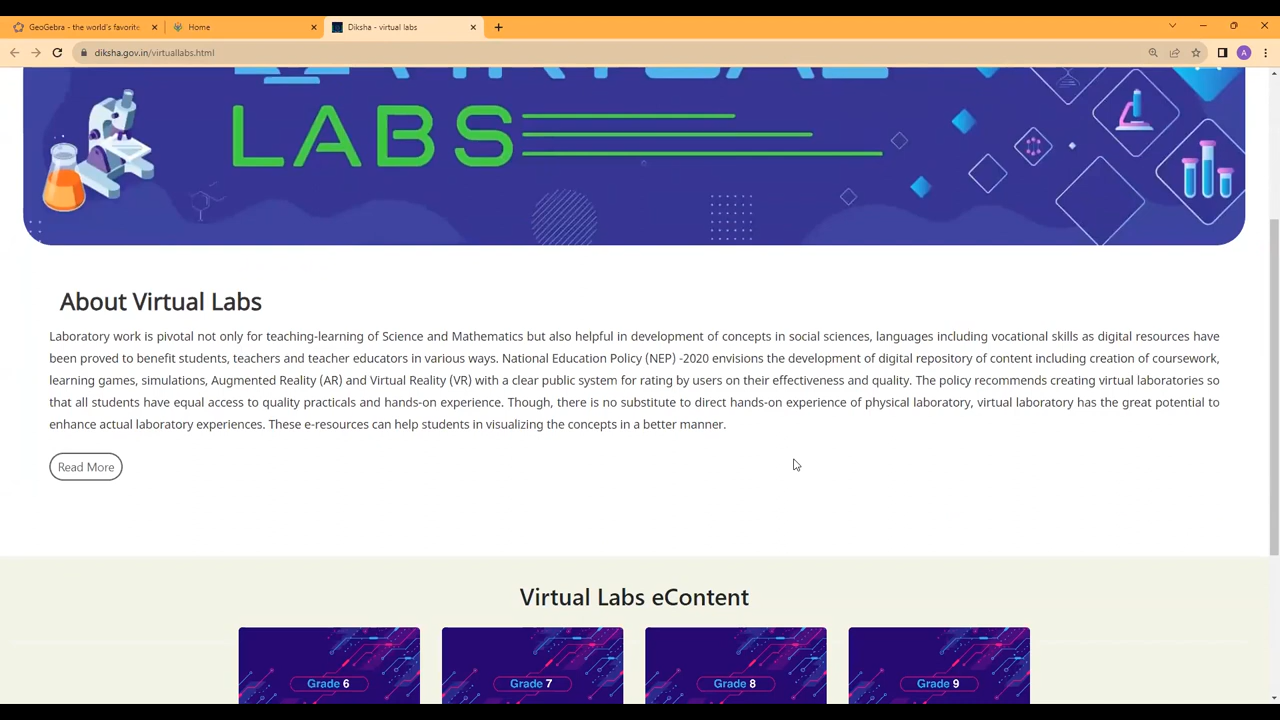 GeoGebra - the world's favorite
Home
Diksha - virtual labs
diksha.gov.in/virtuallabs.html
A
LABS
About Virtual Labs
Laboratory work is pivotal not only for teaching-learning of Science and Mathematics but also helpful in development of concepts in social sciences, languages including vocational skills as digital resources have
been proved to benefit students, teachers and teacher educators in various ways. National Education Policy (NEP) -2020 envisions the development of digital repository of content including creation of coursework,
learning games, simulations, Augmented Reality (AR) and Virtual Reality (VR) with a clear public system for rating by users on their effectiveness and quality. The policy recommends creating virtual laboratories so
that all students have equal access to quality practicals and hands-on experience. Though, there is no substitute to direct hands-on experience of physical laboratory, virtual laboratory has the great potential to
enhance actual laboratory experiences. These e-resources can help students in visualizing the concepts in a better manner.
Read More
Virtual Labs eContent
Grade 6
Grade 7
Grade 8
Grade 9